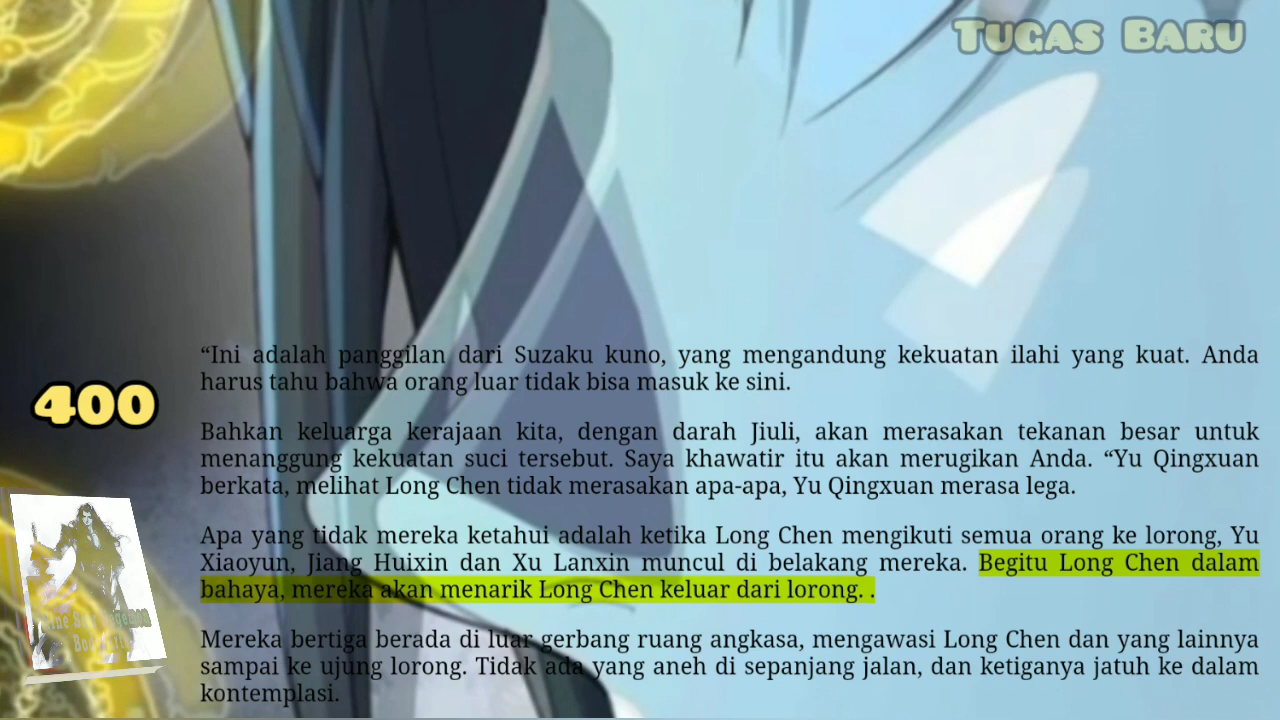 Tugas Baru
“Ini adalah panggilan dari Suzaku kuno, yang mengandung kekuatan ilahi yang kuat. Anda
harus tahu bahwa orang luar tidak bisa masuk ke sini.
400
Bahkan keluarga kerajaan kita, dengan darah Jiuli, akan merasakan tekanan besar untuk
menanggung kekuatan suci tersebut. Saya khawatir itu akan merugikan Anda. “Yu Qingxuan
berkata, melihat Long Chen tidak merasakan apa-apa, Yu Qingxuan merasa lega.
Apa yang tidak mereka ketahui adalah ketika Long Chen mengikuti semua orang ke lorong, Yu
Xiaoyun, Jiang Huixin dan Xu Lanxin muncul di belakang mereka. Begitu Long Chen dalam
bahaya, mereka akan menarik Long Chen keluar dari lorong. .
Mereka bertiga berada di luar gerbang ruang angkasa, mengawasi Long Chen dan yang lainnya
sampai ke ujung lorong. Tidak ada yang aneh di sepanjang jalan, dan ketiganya jatuh ke dalam
kontemplasi.